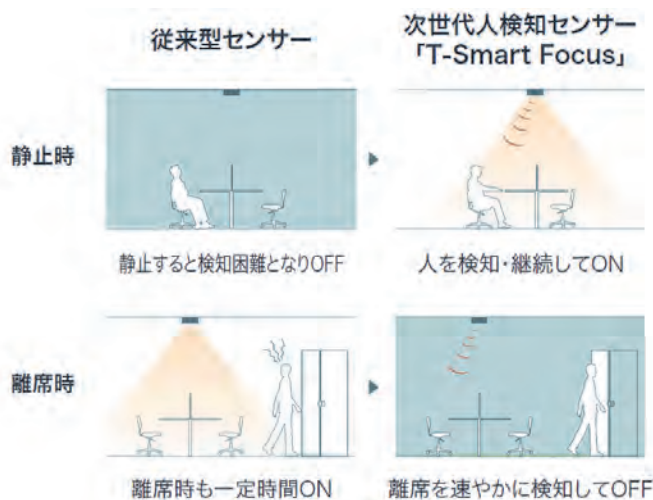 従来型センサー
次世代人検知センサー
「T-Smart Focus」
静止時
静止すると検知困難となりOFF
人を検知・継続してON
離席時
離席時も一定時間ON
離席を速やかに検知してOFF